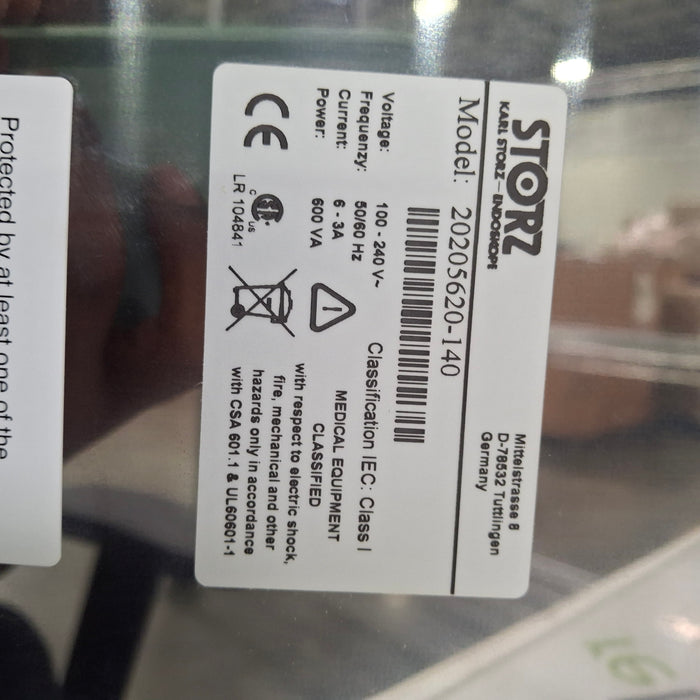 STORZ
KARL STORZ — ENDOSKOPE
Mittelstrasse 8
D-78532 Tuttlingen
Germany
Model: 20205620-140
Voltage: 100 - 240 V~
Frequenzy: 50/60 Hz
Current: 6 - 3A
Power: 600 VA
Classification IEC: Class I
CE
C US
LR 104841
MEDICAL EQUIPMENT
CLASSIFIED
with respect to electric shock,
fire, mechanical and other
hazards only in accordance
with CSA 601.1 & UL60601-1
Protected by at least one of the